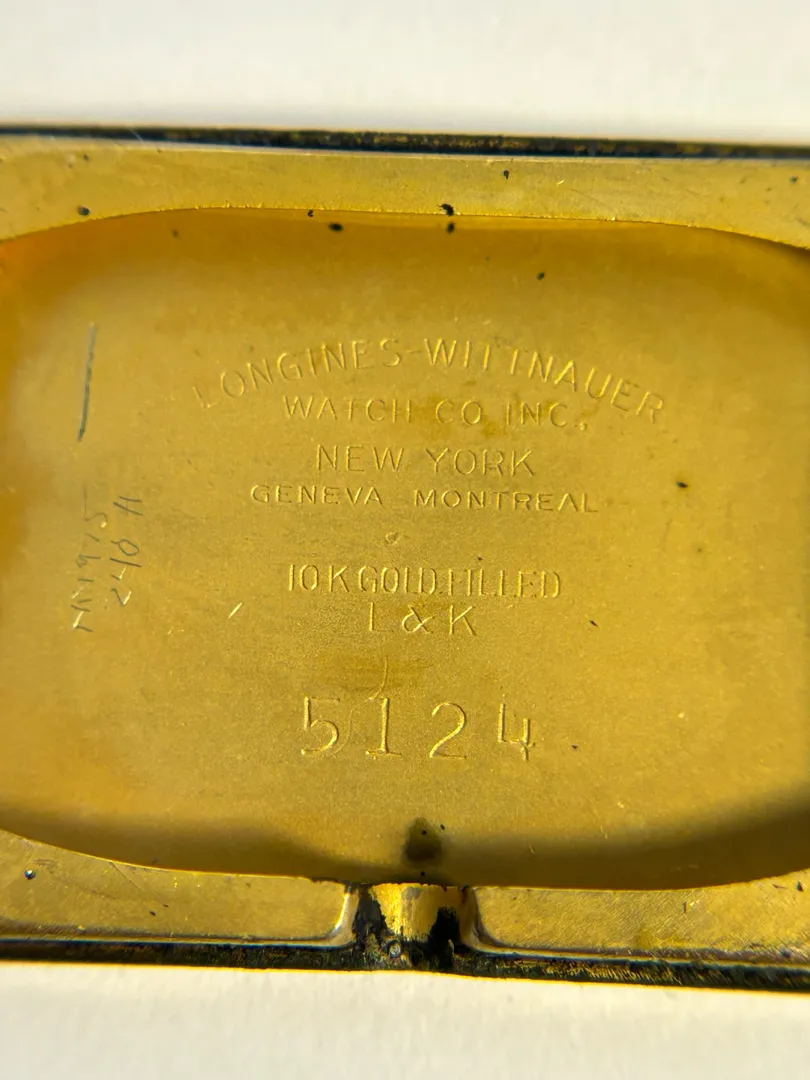 LONGINES-WITTNAUER
WATCH CO INC.
NEW YORK
GENEVA MONTREAL
10K GOLD FILLED
L & K
5124